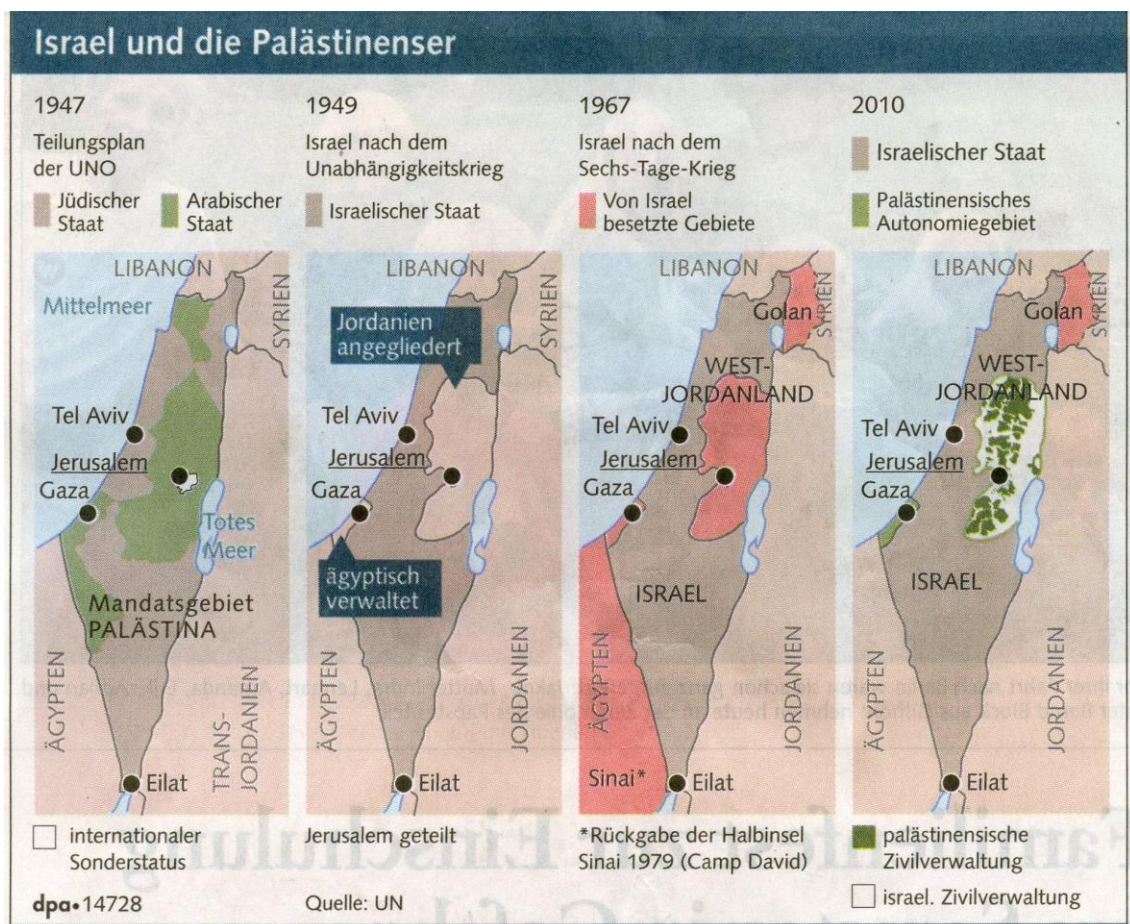 Israel und die Palästinenser
1947
Teilungsplan
der UNO
Jüdischer
Staat
Arabischer
Staat
LIBANON
Mittelmeer
SYRIEN
Tel Aviv
Jerusalem
Gaza
Totes
Meer
Mandatsgebiet
PALÄSTINA
ÄGYPTEN
TRANS-
JORDANIEN
Eilat
internationaler
Sonderstatus
dpa•14728
1949
Israel nach dem
Unabhängigkeitskrieg
Israelischer Staat
LIBANON
SYRIEN
Jordanien
angegliedert
Tel Aviv
Jerusalem
Gaza
ägyptisch
verwaltet
ÄGYPTEN
JORDANIEN
Eilat
Jerusalem geteilt
Quelle: UN
1967
Israel nach dem
Sechs-Tage-Krieg
Von Israel
besetzte Gebiete
LIBANON
Golan
SYRIEN
WEST-
JORDANLAND
Tel Aviv
Jerusalem
Gaza
ISRAEL
ÄGYPTEN
JORDANIEN
Sinai*
Eilat
*Rückgabe der Halbinsel
Sinai 1979 (Camp David)
2010
Israelischer Staat
Palästinensisches
Autonomiegebiet
LIBANON
Golan
SYRIEN
WEST-
JORDANLAND
Tel Aviv
Jerusalem
Gaza
ISRAEL
ÄGYPTEN
JORDANIEN
Eilat
palästinensische
Zivilverwaltung
israel. Zivilverwaltung